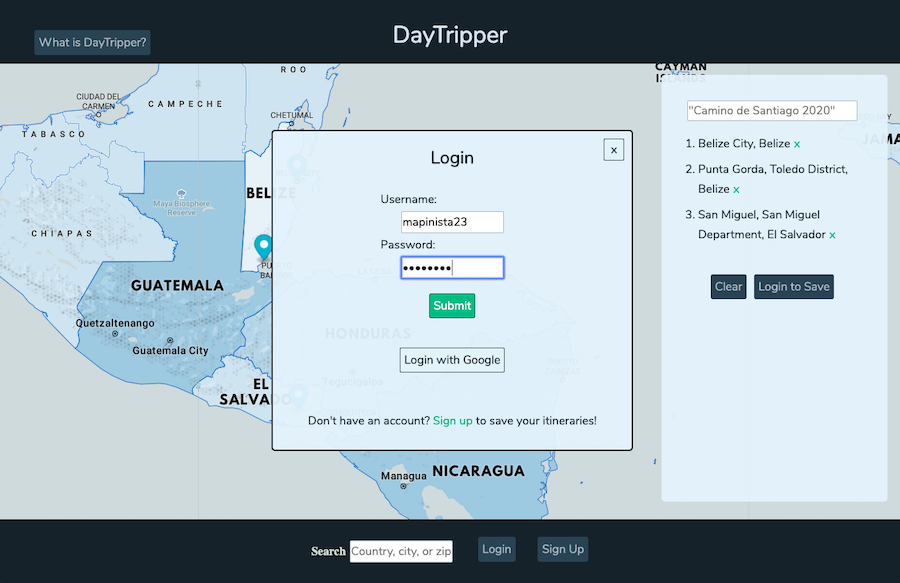 What is DayTripper?
DayTripper
CAYMAN
ISLANDS
ROO
CIUDAD DEL
CARMEN
CAMPECHE
CHETUMAL
TABASCO
"Camino de Santiago 2020"
1. Belize City, Belize x
2. Punta Gorda, Toledo District,
Belize x
3. San Miguel, San Miguel
Department, El Salvador x
Clear
Login to Save
Login
x
Username:
mapinista23
Password:
••••••••
Submit
Login with Google
Don't have an account? Sign up to save your itineraries!
Maya Biosphere
Reserve
CHIAPAS
GUATEMALA
Quetzaltenango
Guatemala City
HONDURAS
Tegucigalpa
EL
Managua
NICARAGUA
Search
Country, city, or zip
Login
Sign Up